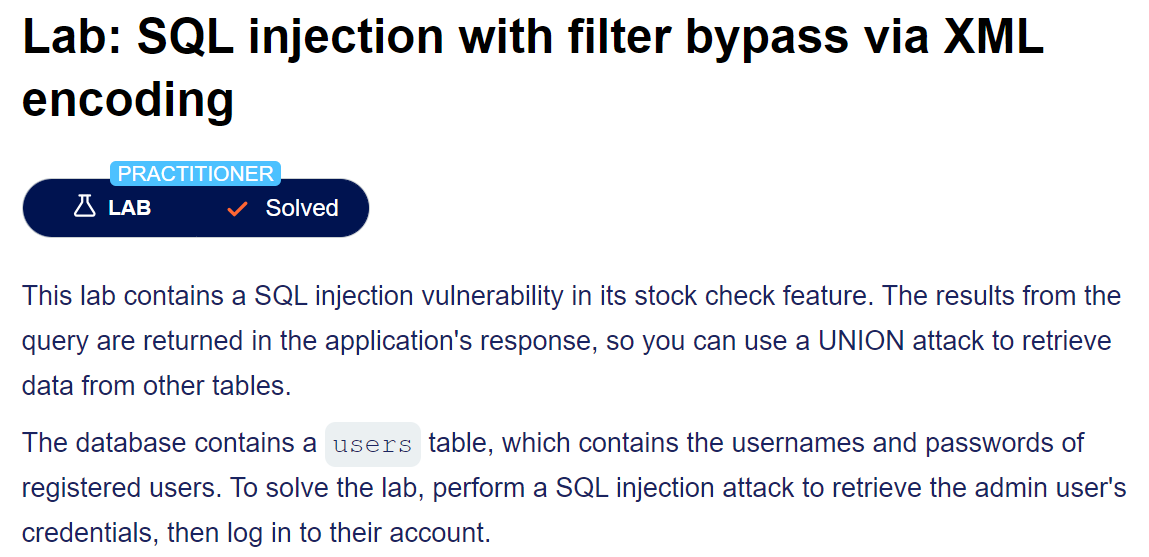 Lab: SQL injection with filter bypass via XML
encoding
PRACTITIONER
LAB
Solved
This lab contains a SQL injection vulnerability in its stock check feature. The results from the
query are returned in the application's response, so you can use a UNION attack to retrieve
data from other tables.
The database contains a users table, which contains the usernames and passwords of
registered users. To solve the lab, perform a SQL injection attack to retrieve the admin user's
credentials, then log in to their account.